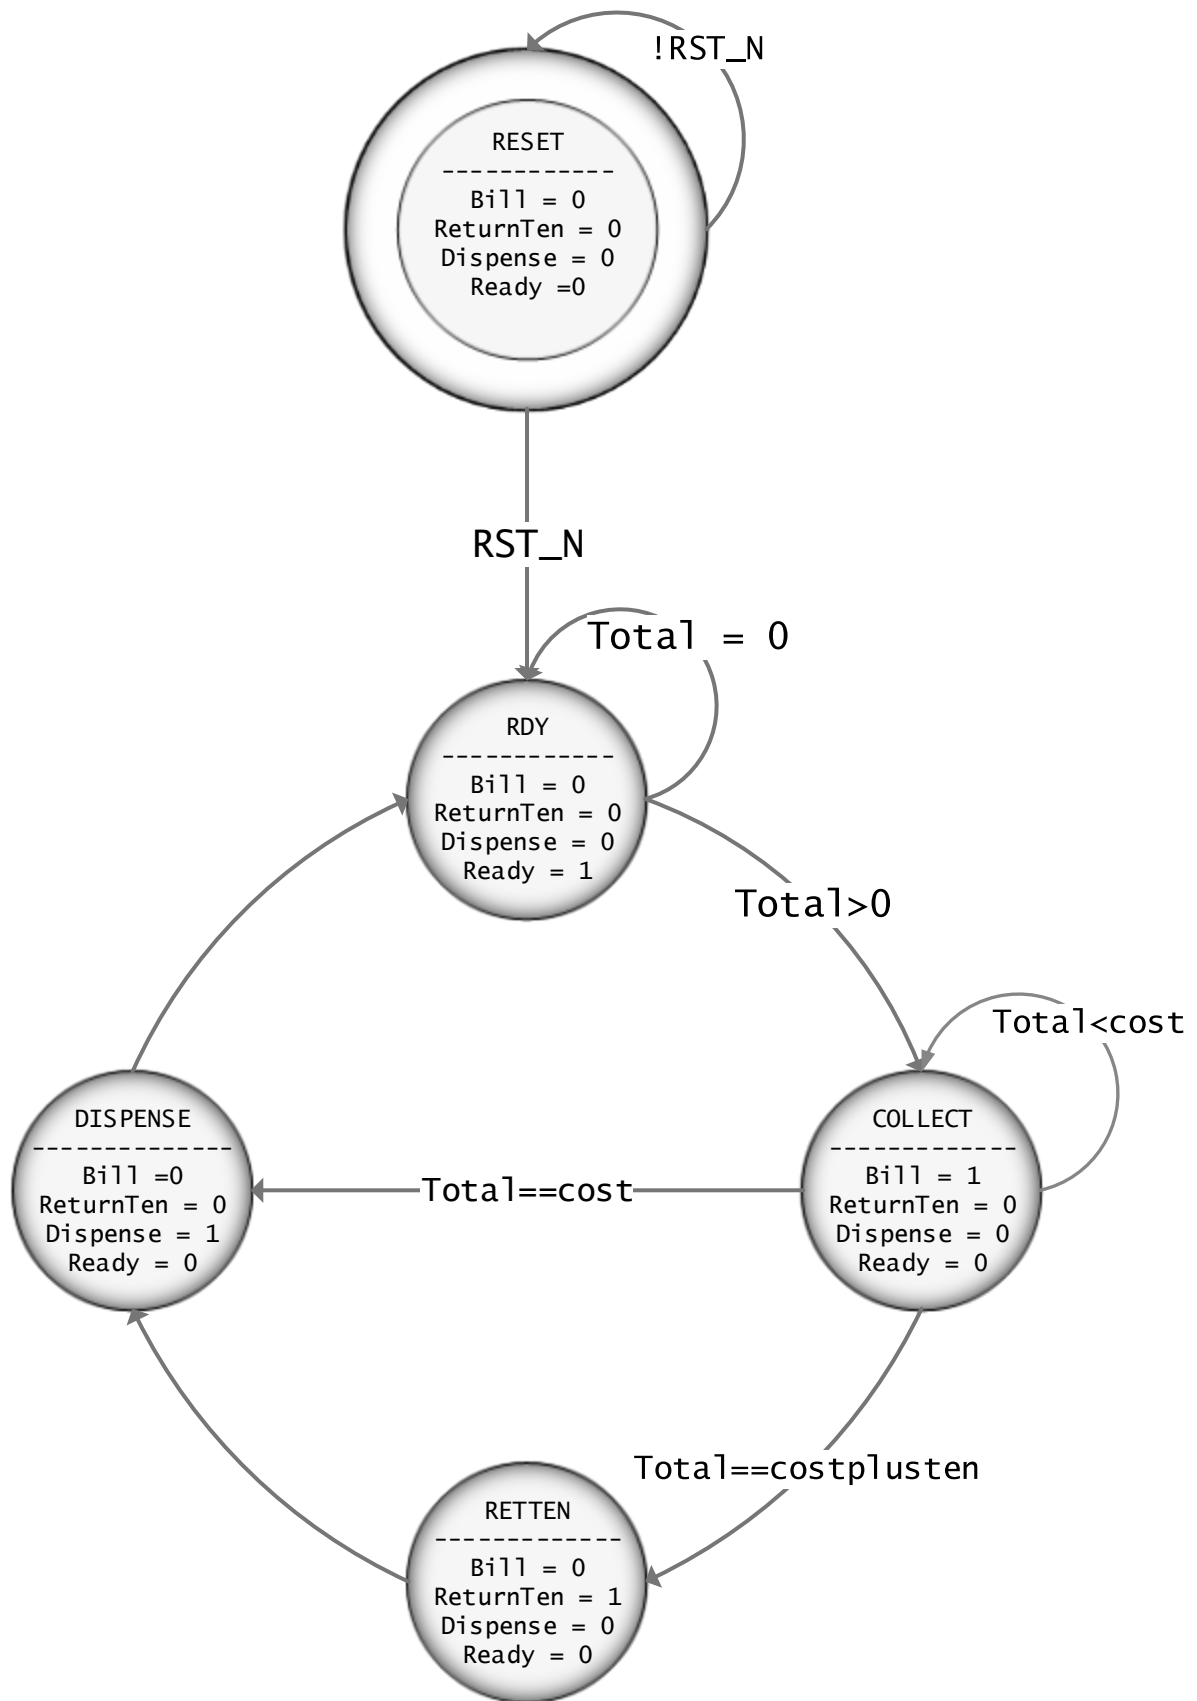 !RST_N
RESET
------------
Bill = 0
ReturnTen = 0
Dispense = 0
Ready =0
RST_N
Total = 0
RDY
------------
Bill = 0
ReturnTen = 0
Dispense = 0
Ready = 1
Total>0
Total<cost
DISPENSE
--------------
Bill =0
ReturnTen = 0
Dispense = 1
Ready = 0
Total==cost
COLLECT
-------------
Bill = 1
ReturnTen = 0
Dispense = 0
Ready = 0
Total==costplusten
RETTEN
-------------
Bill = 0
ReturnTen = 1
Dispense = 0
Ready = 0